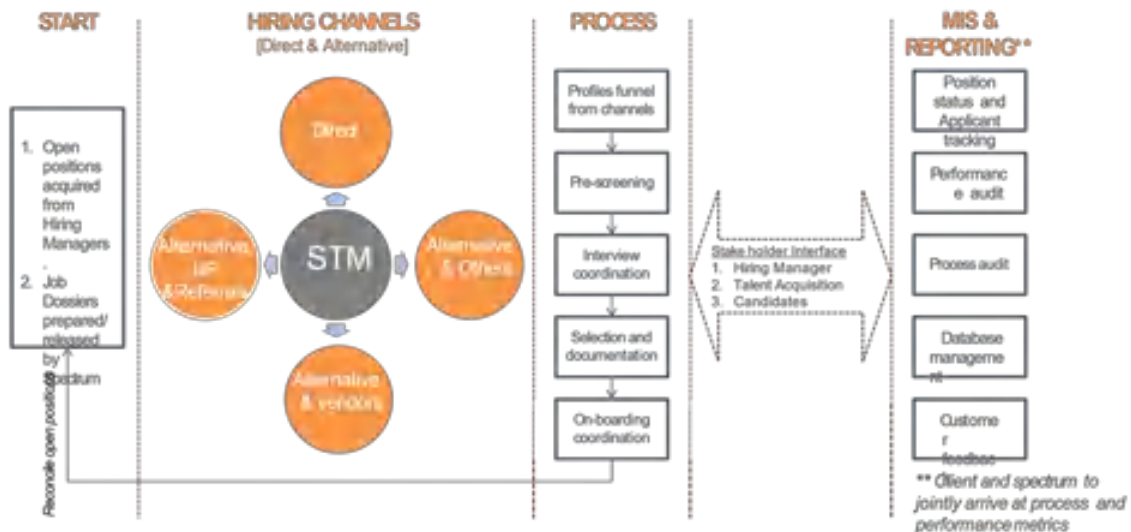 START
1. Open
positions
acquired
from
Hiring
Managers
.
2. Job
Dossiers
prepared/
released
by
spectrum
Reconcile open positions
HIRING CHANNELS
[Direct & Alternative]
Direct
Alternative,
& Referrals
STM
Alternative
, & Others
Alternative
& vendors
PROCESS
Profiles funnel
from channels
Pre-screening
Interview
coordination
Selection and
documentation
On-boarding
coordination
Stake holder Interface
1. Hiring Manager
2. Talent Acquisition
3. Candidates
MIS &
REPORTING**
Position
status and
Applicant
tracking
Performanc
e audit
Process audit
Database
manageme
nt
Custome
r
feedbac
** Client and spectrum to
jointly arrive at process and
performance metrics